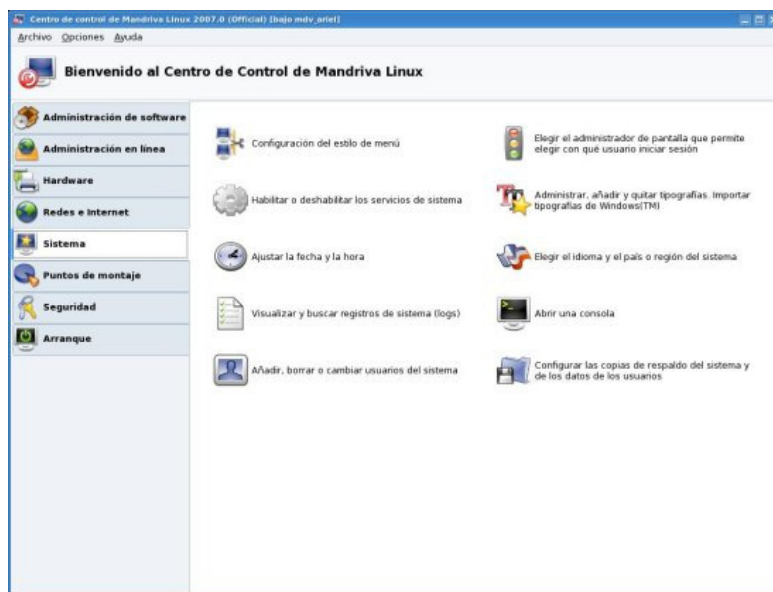 Centro de control de Mandriva Linux 2007.0 (Official) [bajo mdv_ariel]
Archivo Opciones Ayuda
Bienvenido al Centro de Control de Mandriva Linux
Administración de software
Administración en línea
Hardware
Redes e Internet
Sistema
Puntos de montaje
Seguridad
Arranque
Configuración del estilo de menú
Elegir el administrador de pantalla que permite
elegir con qué usuario iniciar sesión
Habilitar o deshabilitar los servicios de sistema
Administrar, añadir y quitar tipografías. Importar
tipografías de Windows(TM)
Ajustar la fecha y la hora
Elegir el idioma y el país o región del sistema
Visualizar y buscar registros de sistema (logs)
Abrir una consola
Añadir, borrar o cambiar usuarios del sistema
Configurar las copias de respaldo del sistema y
de los datos de los usuarios